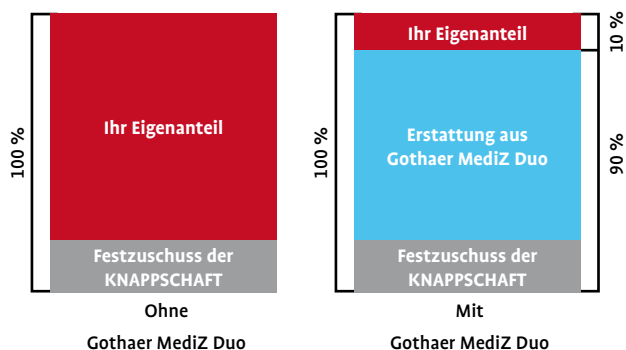 100 %
Ihr Eigenanteil
Festzuschuss der
KNAPPSCHAFT
Ohne
Gothaer MediZ Duo
100 %
Ihr Eigenanteil
10 %
Erstattung aus
Gothaer MediZ Duo
90 %
Festzuschuss der
KNAPPSCHAFT
Mit
Gothaer MediZ Duo